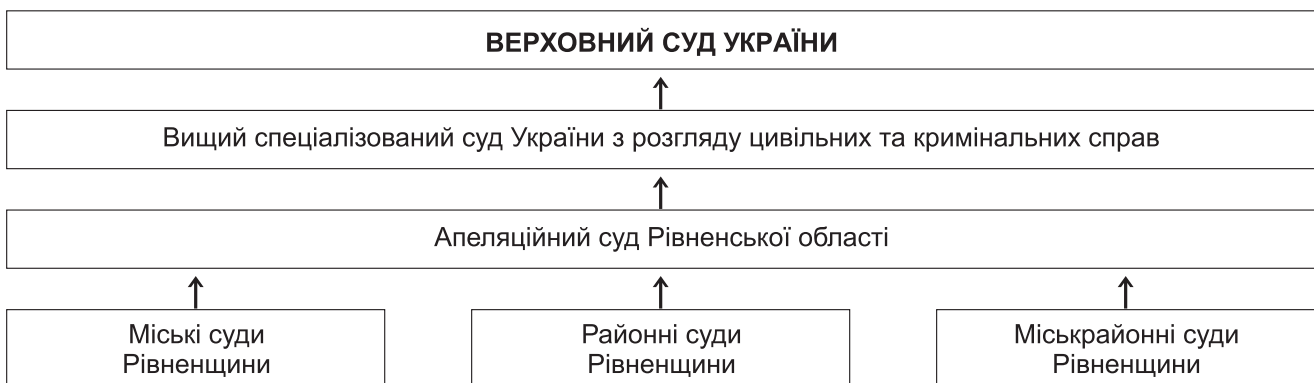 ВЕРХОВНИЙ СУД УКРАЇНИ
Вищий спеціалізований суд України з розгляду цивільних та кримінальних справ
Апеляційний суд Рівненської області
Міські суди
Рівненщини
Районні суди
Рівненщини
Міськрайонні суди
Рівненщини